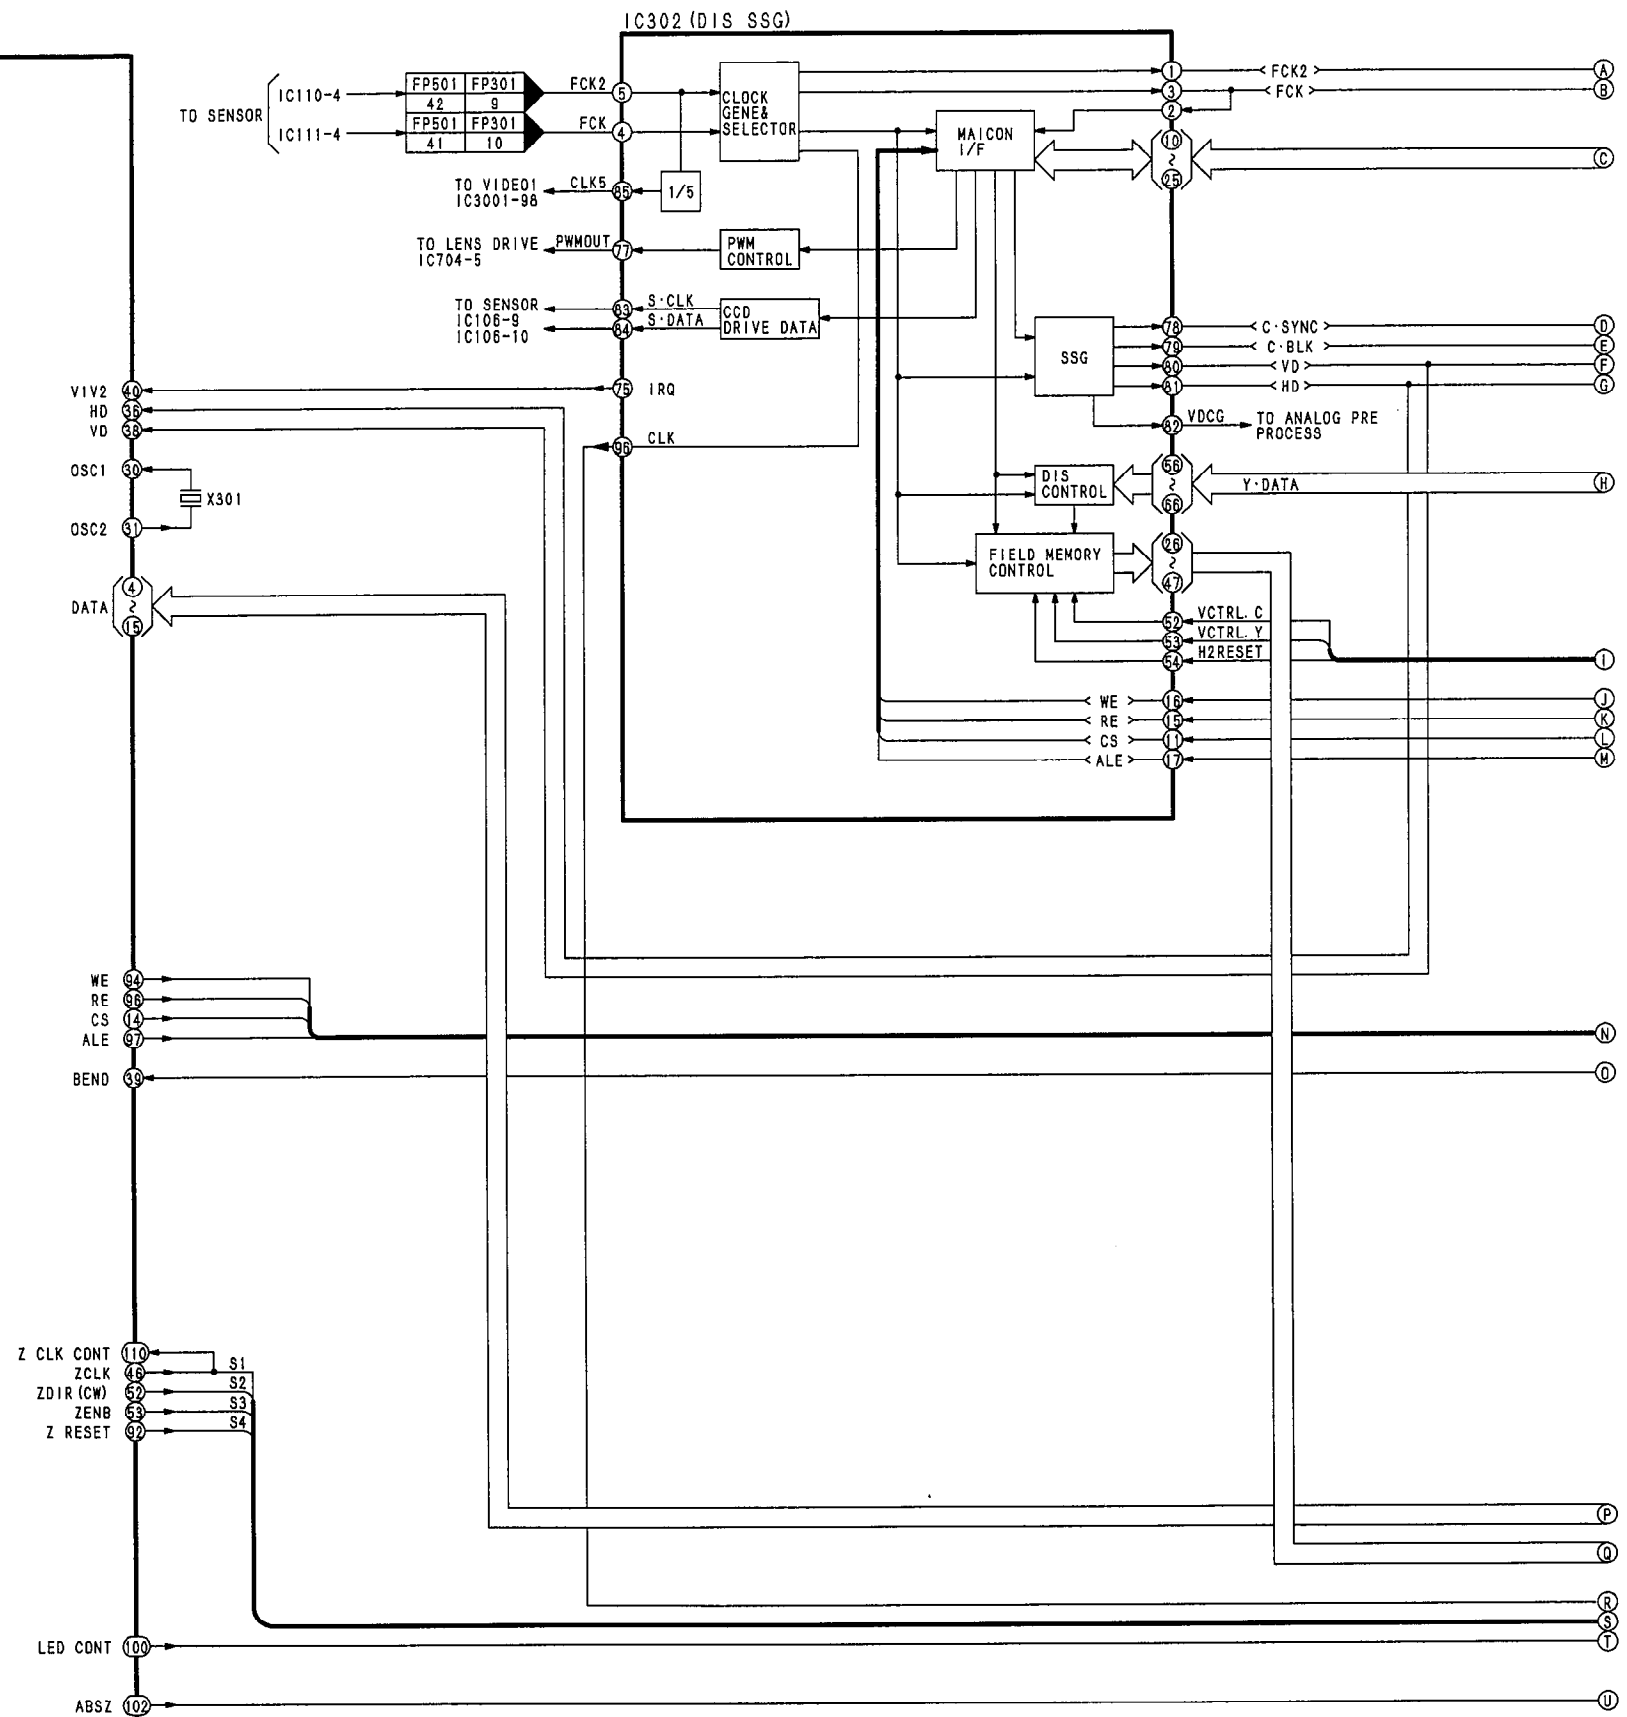 IC302 (DIS SSG)
TO SENSOR
IC110-4
FP501 FP301
42 9
FCK2
5
IC111-4
FP501 FP301
41 10
FCK
4
CLOCK
GENE&
SELECTOR
1
< FCK2 >
A
3
< FCK >
B
2
MAICON
I/F
10
~
25
C
TO VIDEO1
IC3001-98
CLK5
85
1/5
TO LENS DRIVE
IC704-5
PWMOUT
77
PWM
CONTROL
TO SENSOR
IC106-9
IC106-10
83
S·CLK
84
S·DATA
CCD
DRIVE DATA
SSG
78
< C·SYNC >
D
79
< C·BLK >
E
80
< VD >
F
81
< HD >
G
82
VDCG
TO ANALOG PRE
PROCESS
V1V2
40
75
IRQ
HD
36
VD
38
96
CLK
OSC1
30
X301
OSC2
31
DIS
CONTROL
56
~
66
Y·DATA
H
FIELD MEMORY
CONTROL
26
~
47
DATA
4
~
15
52
VCTRL.C
53
VCTRL.Y
54
H2RESET
I
< WE >
16
J
< RE >
15
K
< CS >
11
L
< ALE >
17
M
WE
94
RE
96
CS
14
ALE
97
N
BEND
39
O
Z CLK CONT
110
ZCLK
46
S1
ZDIR (CW)
52
S2
ZENB
53
S3
Z RESET
92
S4
P
Q
R
S
LED CONT
100
T
ABSZ
102
U